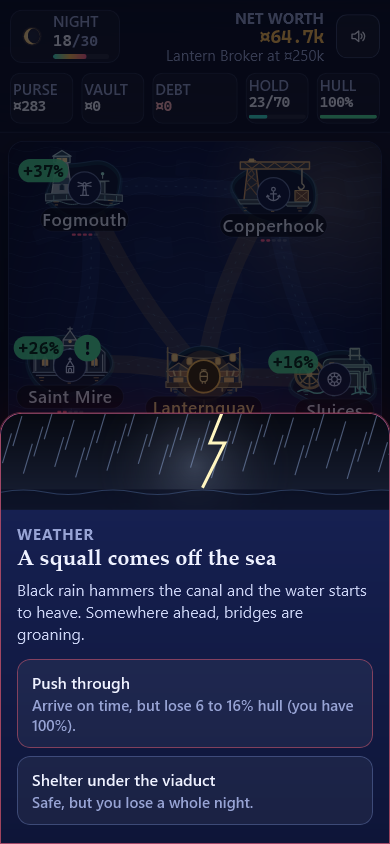 NIGHT
18/30
NET WORTH
¤64.7k
Lantern Broker at ¤250k
PURSE
¤283
VAULT
¤0
DEBT
¤0
HOLD
23/70
HULL
100%
+37%
Fogmouth
Copperhook
+26%
!
Saint Mire
Lanternquay
+16%
Sluices
WEATHER
A squall comes off the sea
Black rain hammers the canal and the water starts
to heave. Somewhere ahead, bridges are
groaning.
Push through
Arrive on time, but lose 6 to 16% hull (you have
100%).
Shelter under the viaduct
Safe, but you lose a whole night.